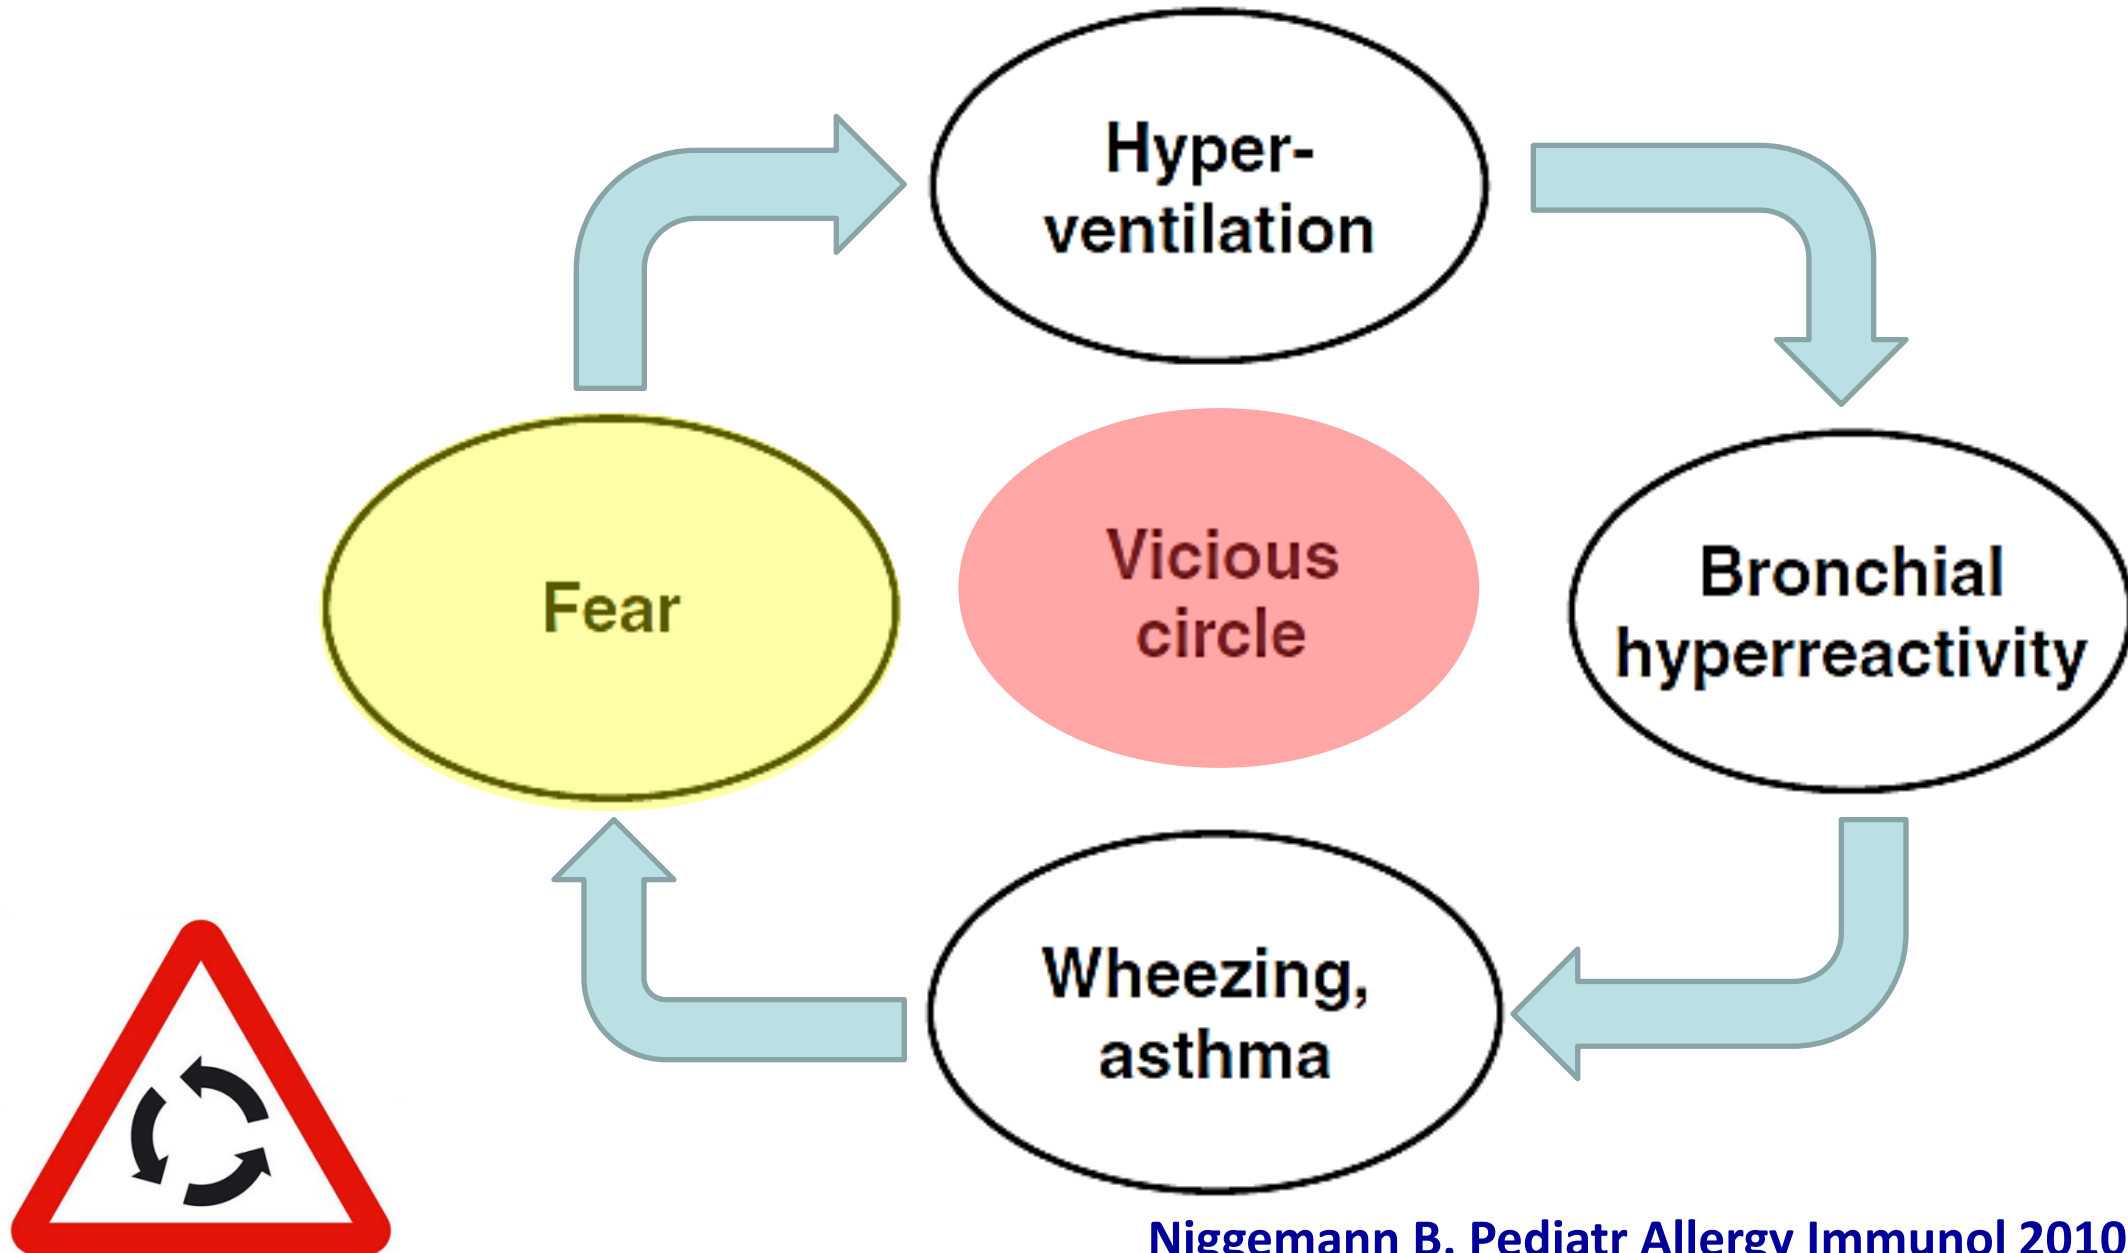 Hyper-
ventilation
Fear
Vicious
circle
Bronchial
hyperreactivity
Wheezing,
asthma
Niggemann B. Pediatr Allergy Immunol 2010